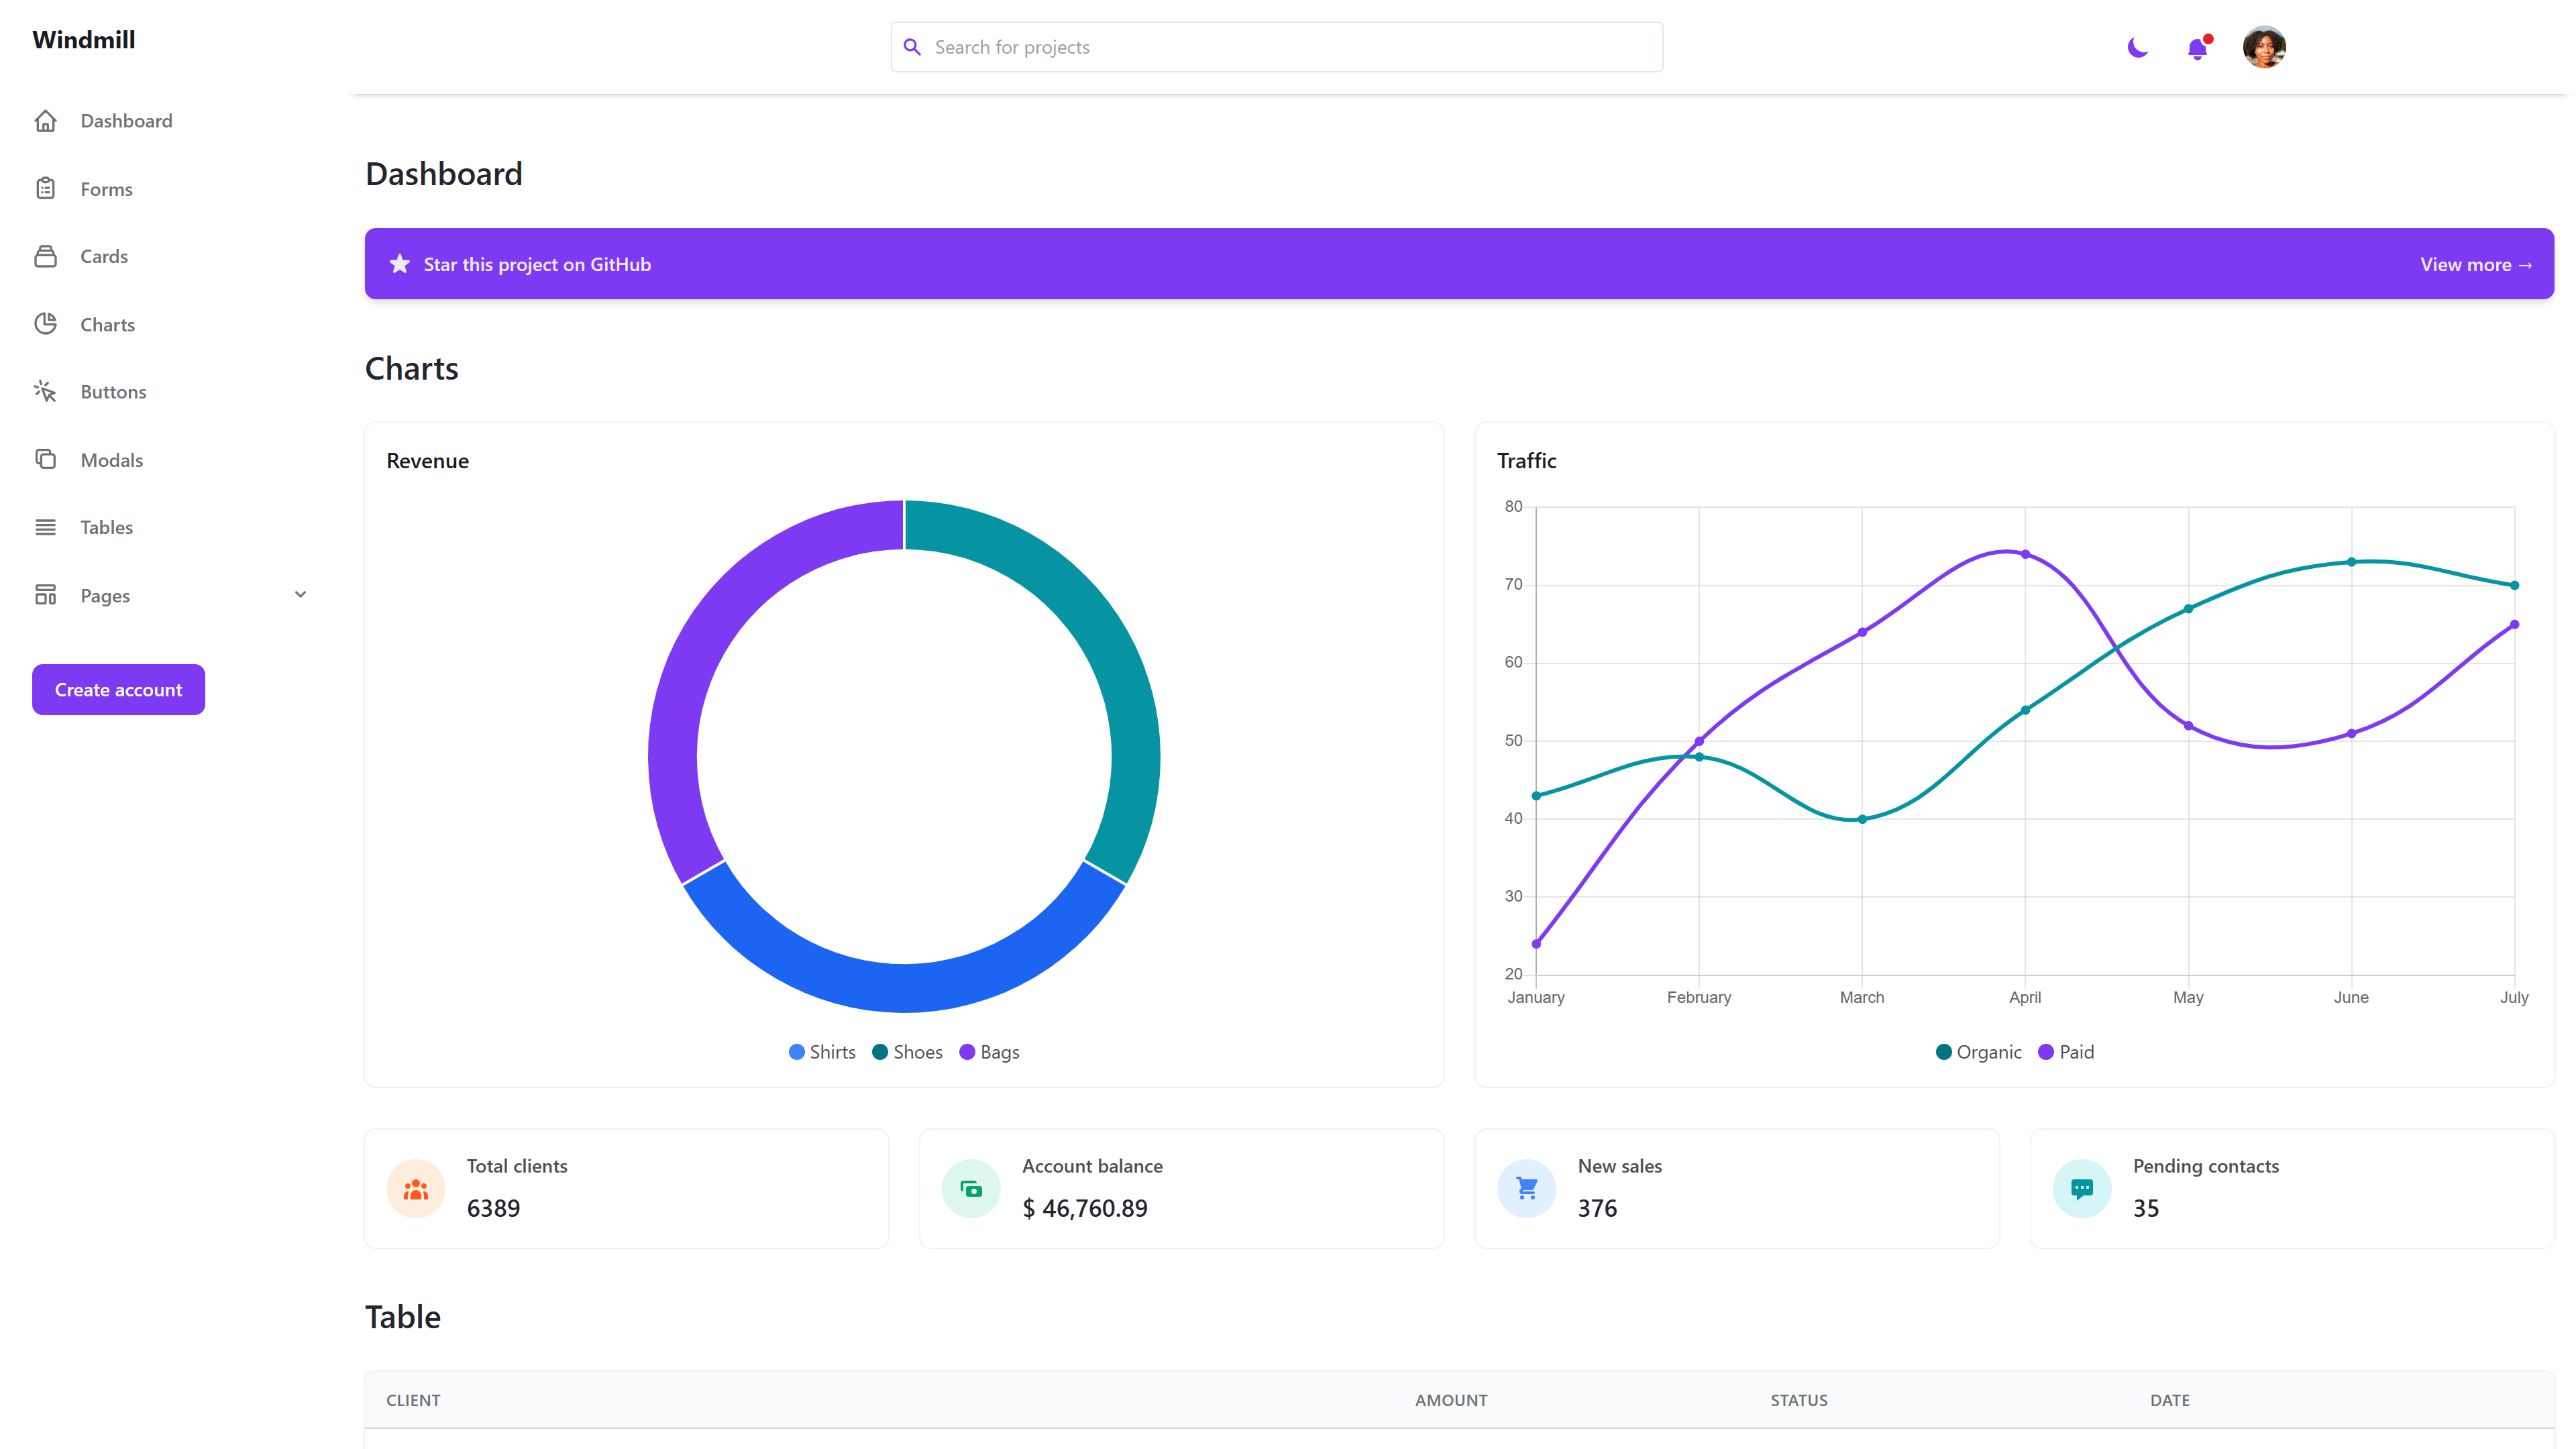 Windmill
Search for projects
Dashboard
Forms
Cards
Charts
Buttons
Modals
Tables
Pages
Create account
Dashboard
Star this project on GitHub
View more →
Charts
Revenue
Shirts
Shoes
Bags
Traffic
80
70
60
50
40
30
20
January
February
March
April
May
June
July
Organic
Paid
Total clients
6389
Account balance
$ 46,760.89
New sales
376
Pending contacts
35
Table
CLIENT
AMOUNT
STATUS
DATE